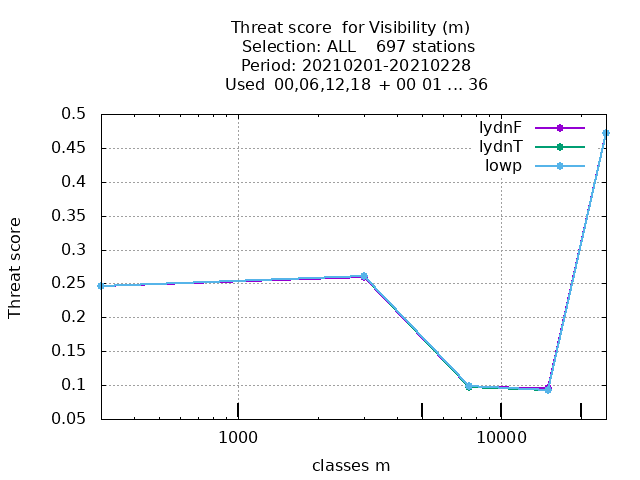 Threat score  for Visibility (m)
Selection: ALL    697 stations
Period: 20210201-20210228
Used  00,06,12,18 + 00 01 ... 36
lydnF
lydnT
lowp
0.5
0.45
0.4
0.35
0.3
0.25
0.2
0.15
0.1
0.05
Threat score
1000
10000
classes m